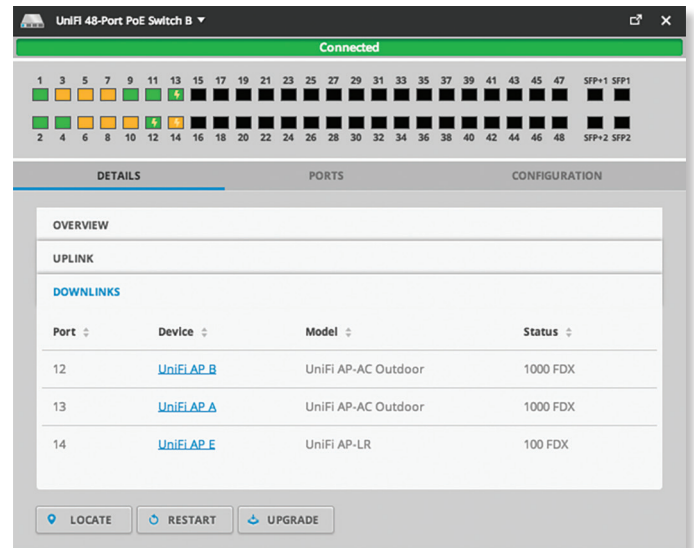 UniFi 48-Port PoE Switch B
Connected
1 3 5 7 9 11 13 15 17 19 21 23 25 27 29 31 33 35 37 39 41 43 45 47 SFP+1 SFP1
2 4 6 8 10 12 14 16 18 20 22 24 26 28 30 32 34 36 38 40 42 44 46 48 SFP+2 SFP2
DETAILS PORTS CONFIGURATION
OVERVIEW
UPLINK
DOWNLINKS
Port Device Model Status
12 UniFi AP B UniFi AP-AC Outdoor 1000 FDX
13 UniFi AP A UniFi AP-AC Outdoor 1000 FDX
14 UniFi AP E UniFi AP-LR 100 FDX
LOCATE RESTART UPGRADE